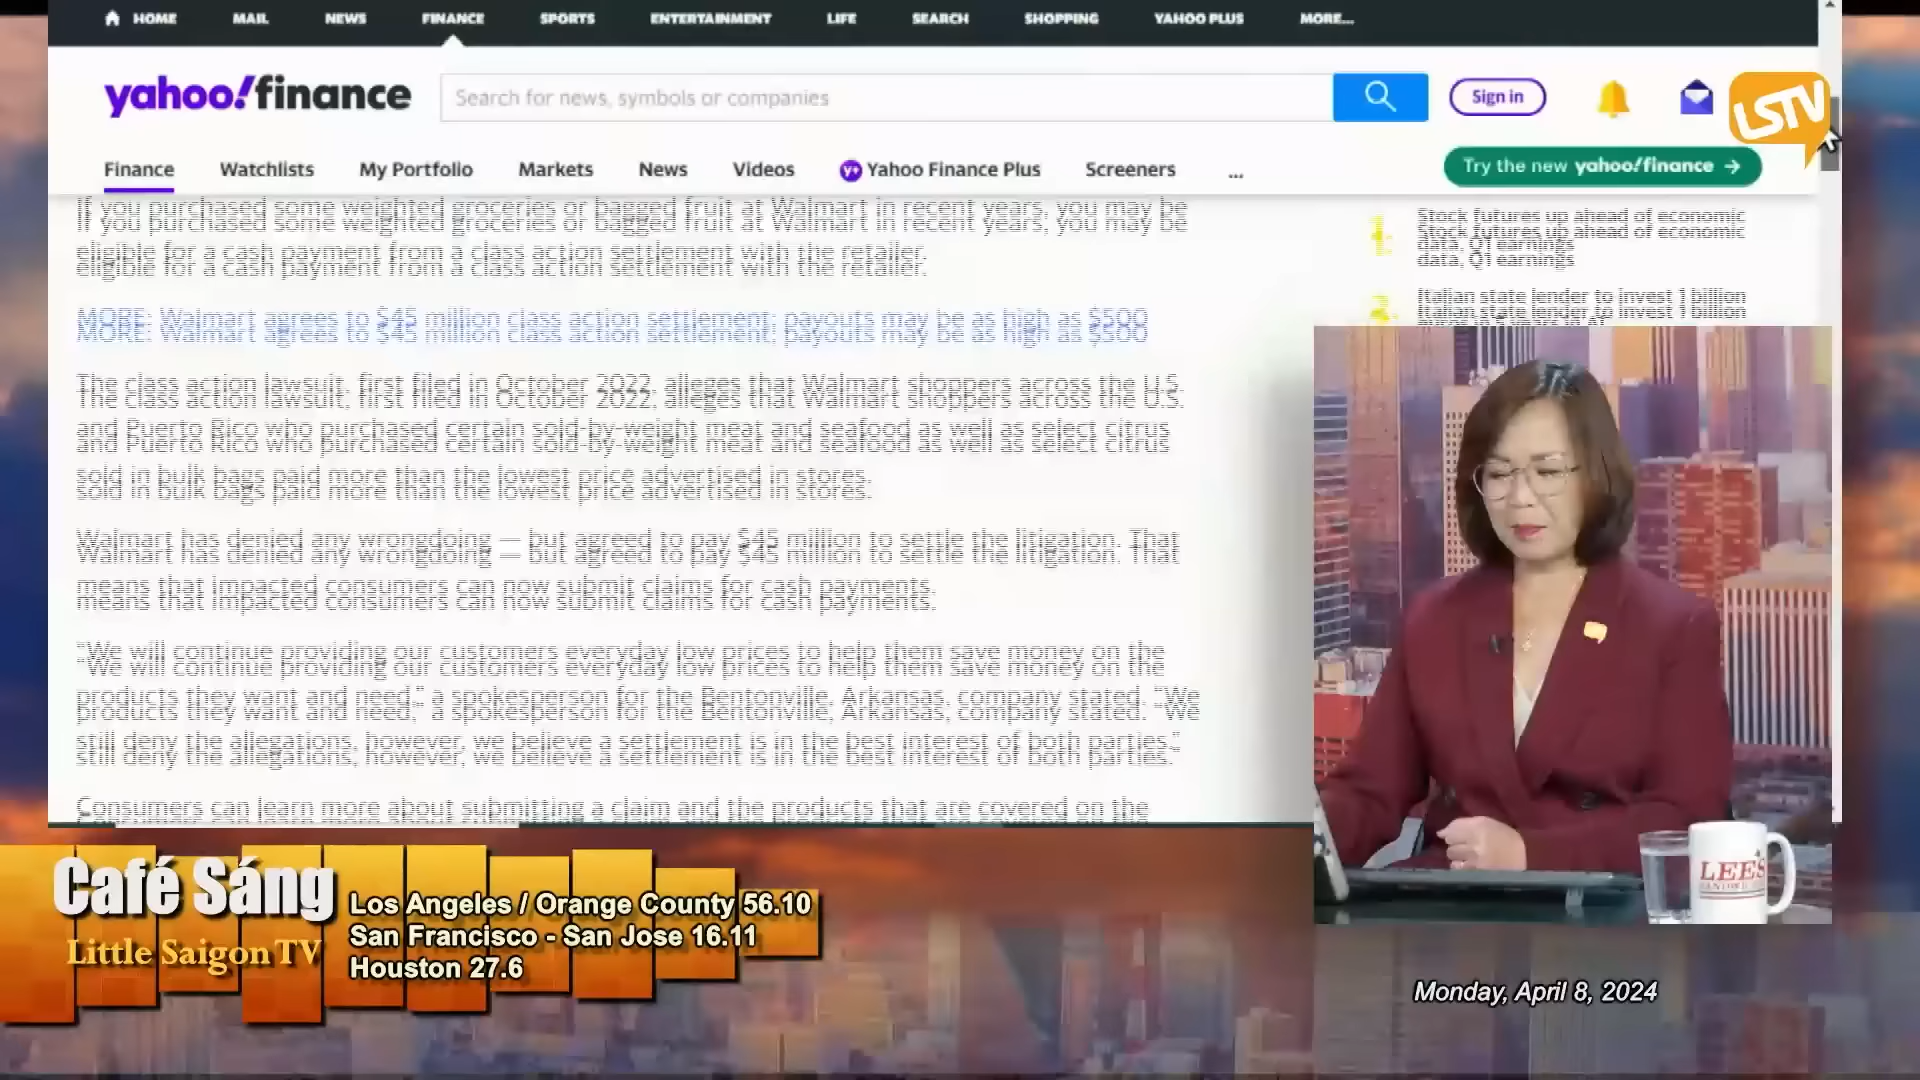 HOME MAIL NEWS FINANCE SPORTS ENTERTAINMENT LIFE SEARCH SHOPPING YAHOO PLUS MORE...
yahoo!finance
Search for news, symbols or companies
Sign in
LSTV
Finance Watchlists My Portfolio Markets News Videos Y+ Yahoo Finance Plus Screeners ...
Try the new yahoo!finance →
If you purchased some weighted groceries or bagged fruit at Walmart in recent years, you may be
eligible for a cash payment from a class action settlement with the retailer.
MORE: Walmart agrees to $45 million class action settlement; payouts may be as high as $500
The class action lawsuit, first filed in October 2022, alleges that Walmart shoppers across the U.S.
and Puerto Rico who purchased certain sold-by-weight meat and seafood as well as select citrus
sold in bulk bags paid more than the lowest price advertised in stores.
Walmart has denied any wrongdoing — but agreed to pay $45 million to settle the litigation. That
means that impacted consumers can now submit claims for cash payments.
"We will continue providing our customers everyday low prices to help them save money on the
products they want and need," a spokesperson for the Bentonville, Arkansas, company stated. "We
still deny the allegations, however, we believe a settlement is in the best interest of both parties."
Consumers can learn more about submitting a claim and the products that are covered on the
1.
Stock futures up ahead of economic
data, Q1 earnings
2.
Italian state lender to invest 1 billion
LEE'S
Café Sáng
Little Saigon TV
Los Angeles / Orange County 56.10
San Francisco - San Jose 16.11
Houston 27.6
Monday, April 8, 2024